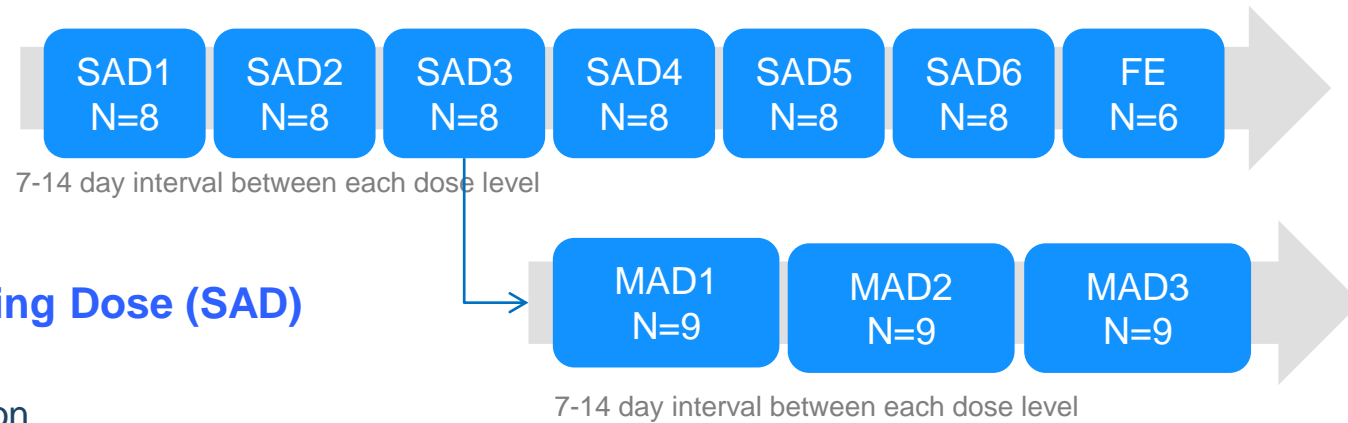 SAD1
N=8
SAD2
N=8
SAD3
N=8
SAD4
N=8
SAD5
N=8
SAD6
N=8
FE
N=6
7-14 day interval between each dose level
MAD1
N=9
MAD2
N=9
MAD3
N=9
ing Dose (SAD)
7-14 day interval between each dose level
on